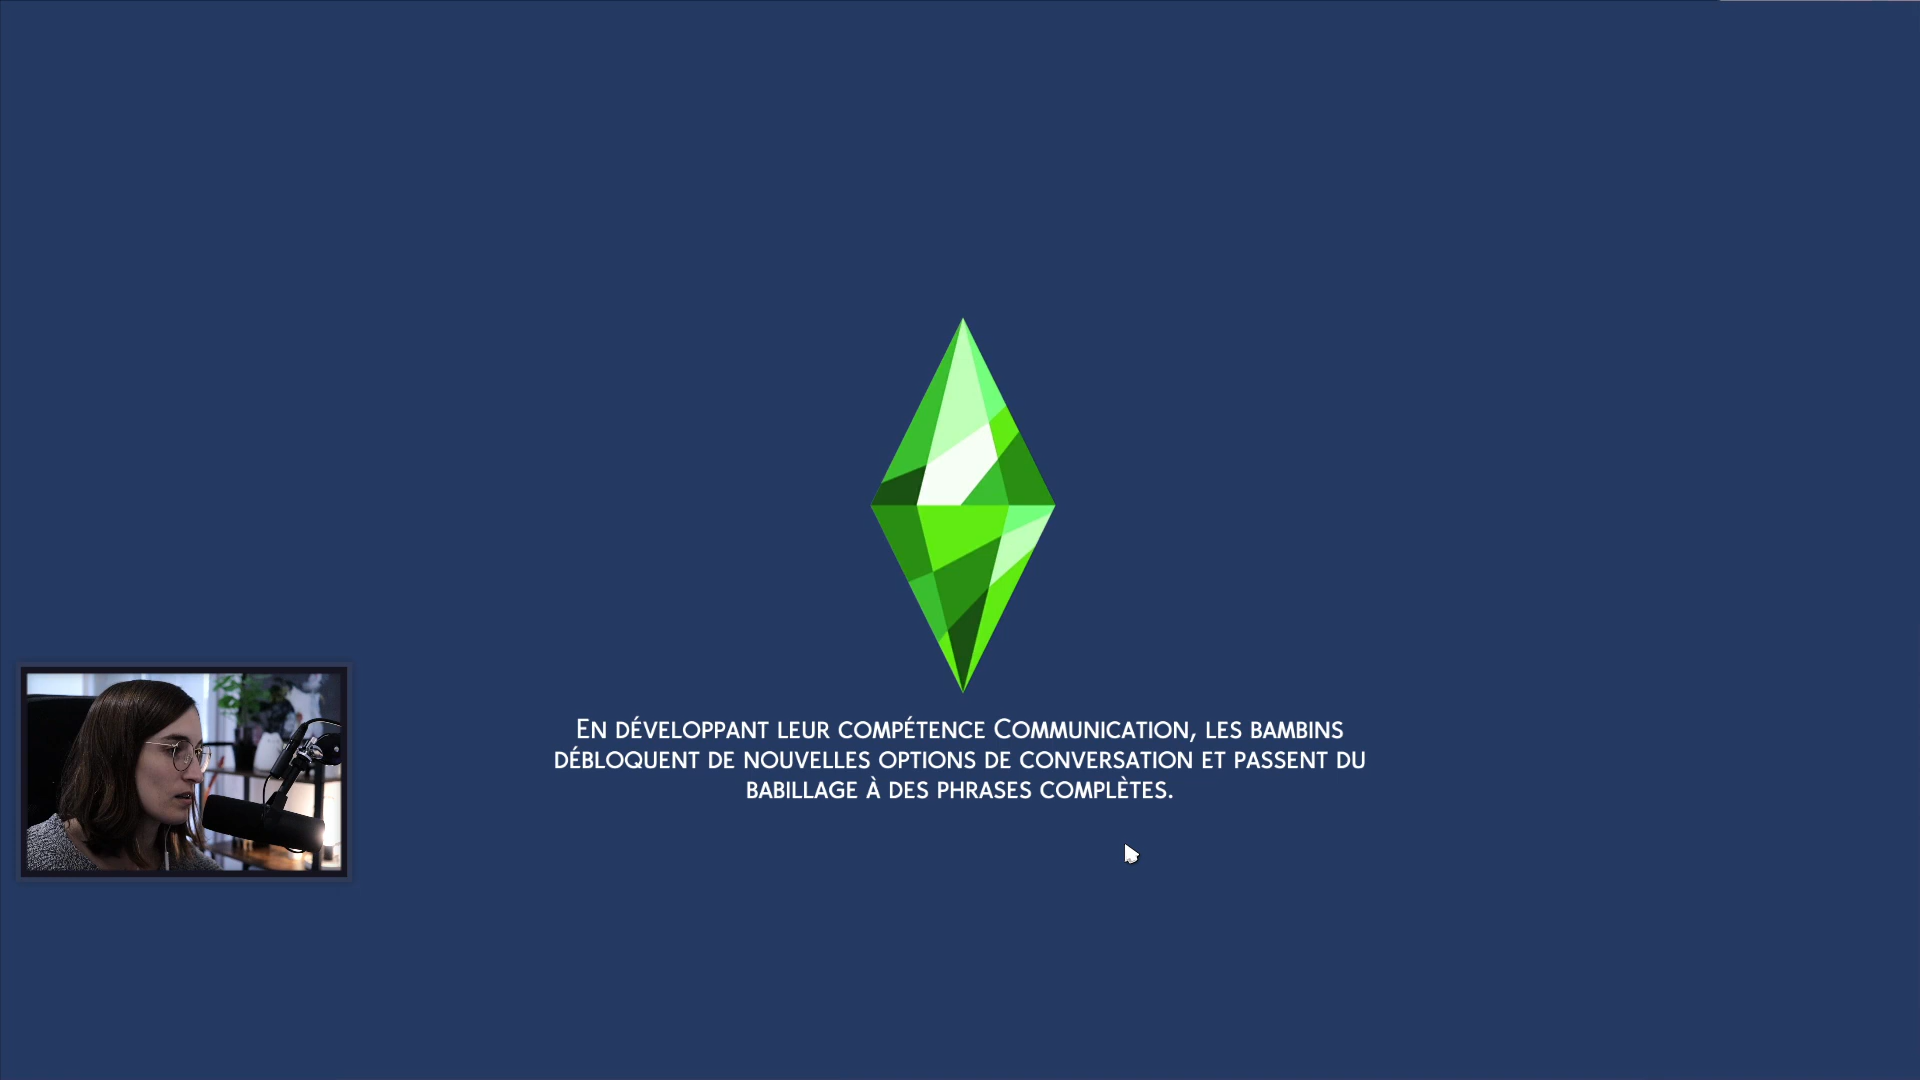 En développant leur compétence Communication, les bambins
débloquent de nouvelles options de conversation et passent du
babillage à des phrases complètes.